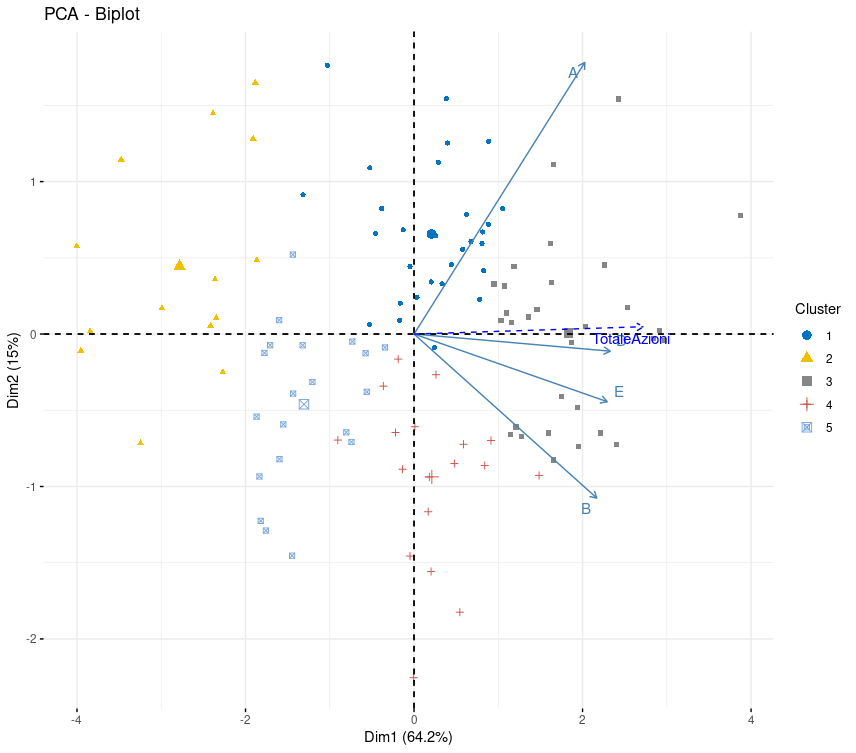 PCA - Biplot
Dim2 (15%)
1
0
-1
-2
A
TotaleAzioni
E
B
-4
-2
0
2
4
Dim1 (64.2%)
Cluster
1
2
3
4
5